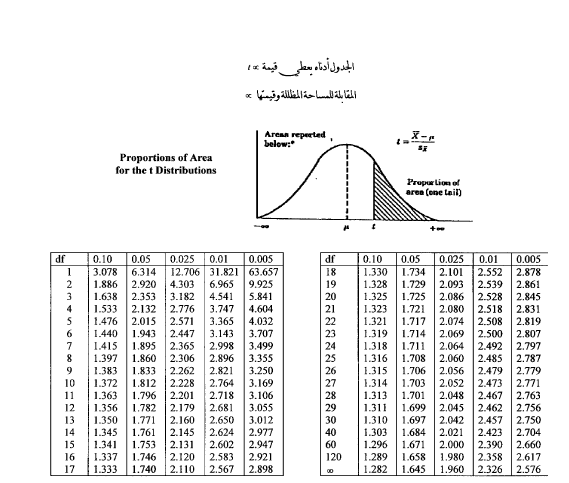 الجدول أدناه يعطي قيمة t ∝
المقابلة للمساحة المظللة وقيمتها ∝
Proportions of Area
for the t Distributions
Areas reported
below:*
t = X̄ − μ / sx̄
Proportion of
area (one tail)
−∞ μ t +∞
df 0.10 0.05 0.025 0.01 0.005
1 3.078 6.314 12.706 31.821 63.657
2 1.886 2.920 4.303 6.965 9.925
3 1.638 2.353 3.182 4.541 5.841
4 1.533 2.132 2.776 3.747 4.604
5 1.476 2.015 2.571 3.365 4.032
6 1.440 1.943 2.447 3.143 3.707
7 1.415 1.895 2.365 2.998 3.499
8 1.397 1.860 2.306 2.896 3.355
9 1.383 1.833 2.262 2.821 3.250
10 1.372 1.812 2.228 2.764 3.169
11 1.363 1.796 2.201 2.718 3.106
12 1.356 1.782 2.179 2.681 3.055
13 1.350 1.771 2.160 2.650 3.012
14 1.345 1.761 2.145 2.624 2.977
15 1.341 1.753 2.131 2.602 2.947
16 1.337 1.746 2.120 2.583 2.921
17 1.333 1.740 2.110 2.567 2.898
df 0.10 0.05 0.025 0.01 0.005
18 1.330 1.734 2.101 2.552 2.878
19 1.328 1.729 2.093 2.539 2.861
20 1.325 1.725 2.086 2.528 2.845
21 1.323 1.721 2.080 2.518 2.831
22 1.321 1.717 2.074 2.508 2.819
23 1.319 1.714 2.069 2.500 2.807
24 1.318 1.711 2.064 2.492 2.797
25 1.316 1.708 2.060 2.485 2.787
26 1.315 1.706 2.056 2.479 2.779
27 1.314 1.703 2.052 2.473 2.771
28 1.313 1.701 2.048 2.467 2.763
29 1.311 1.699 2.045 2.462 2.756
30 1.310 1.697 2.042 2.457 2.750
40 1.303 1.684 2.021 2.423 2.704
60 1.296 1.671 2.000 2.390 2.660
120 1.289 1.658 1.980 2.358 2.617
∞ 1.282 1.645 1.960 2.326 2.576